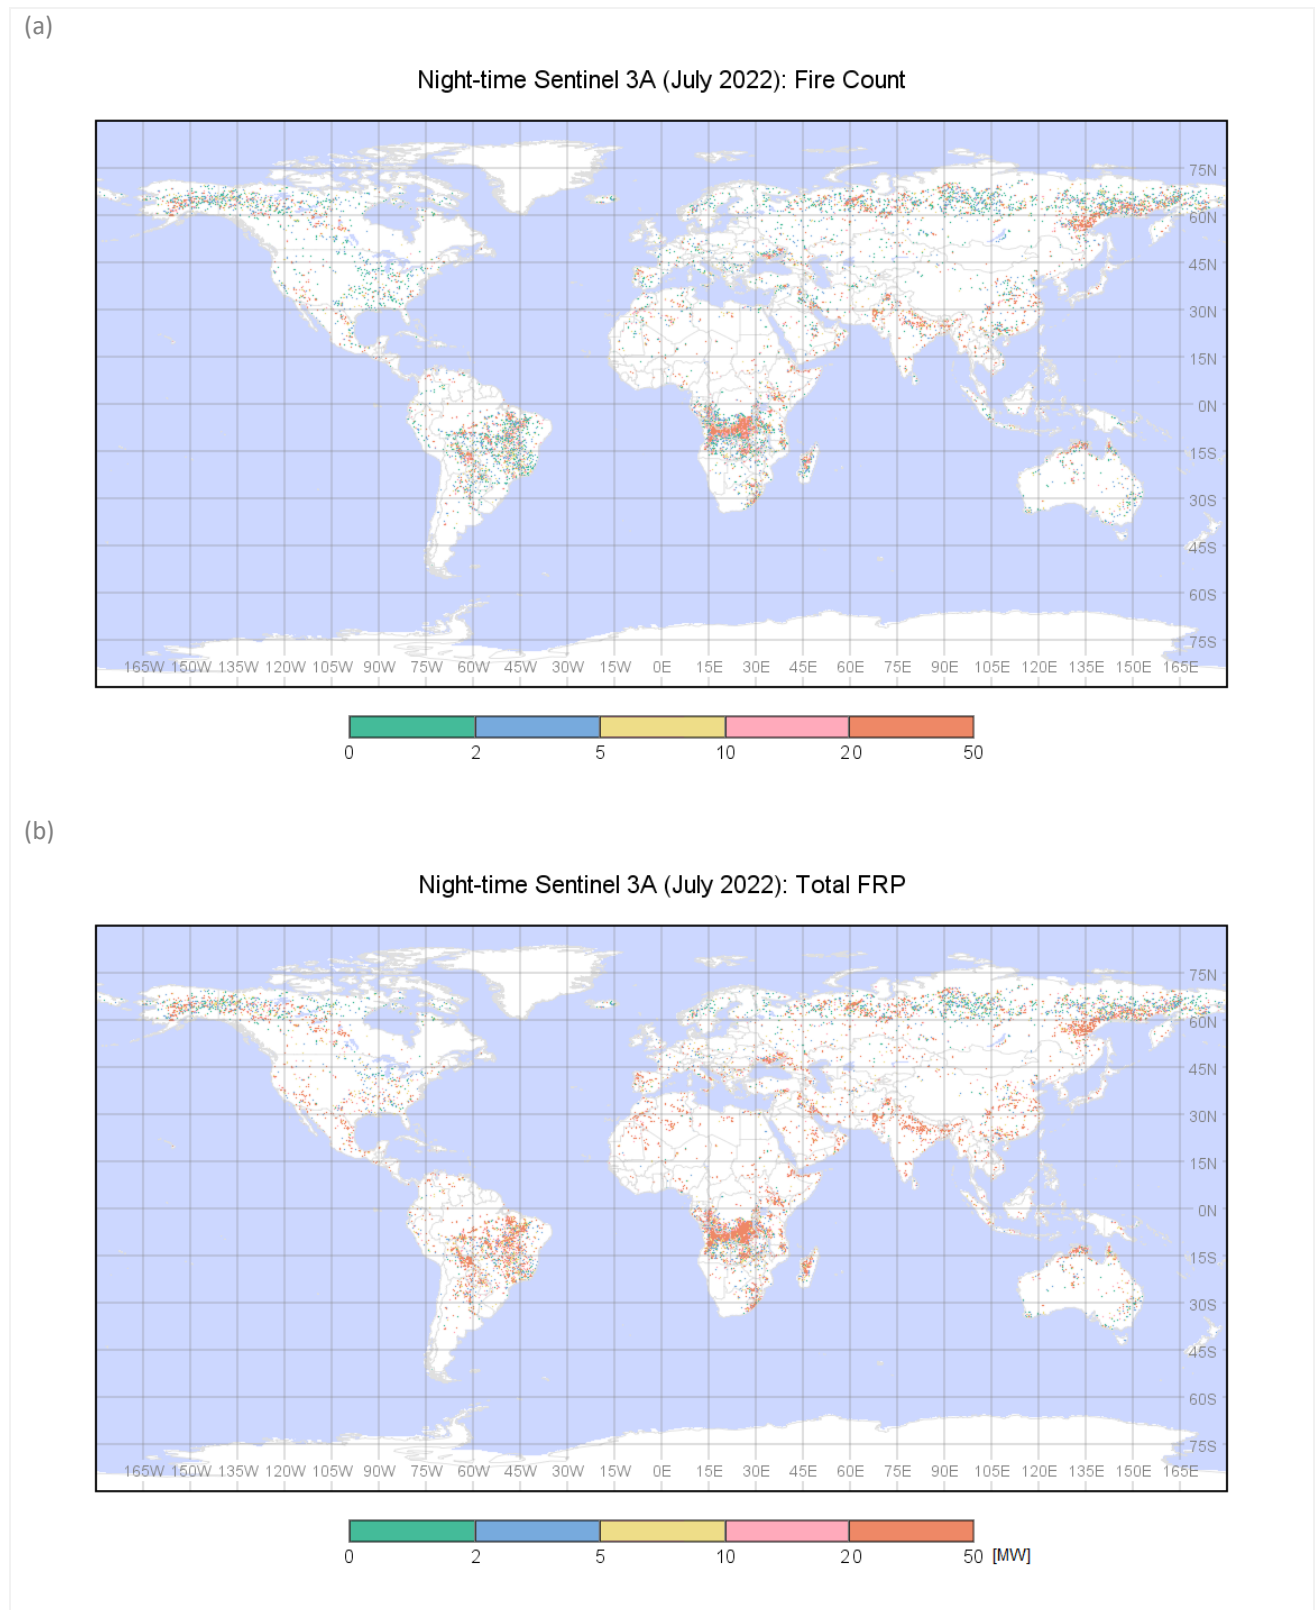 (a)
Night-time Sentinel 3A (July 2022): Fire Count
75N
60N
45N
30N
15N
0N
15S
30S
45S
60S
75S
165W 150W 135W 120W 105W 90W 75W 60W 45W 30W 15W 0E 15E 30E 45E 60E 75E 90E 105E 120E 135E 150E 165E
0 2 5 10 20 50
(b)
Night-time Sentinel 3A (July 2022): Total FRP
75N
60N
45N
30N
15N
0N
15S
30S
45S
60S
75S
165W 150W 135W 120W 105W 90W 75W 60W 45W 30W 15W 0E 15E 30E 45E 60E 75E 90E 105E 120E 135E 150E 165E
0 2 5 10 20 50 [MW]